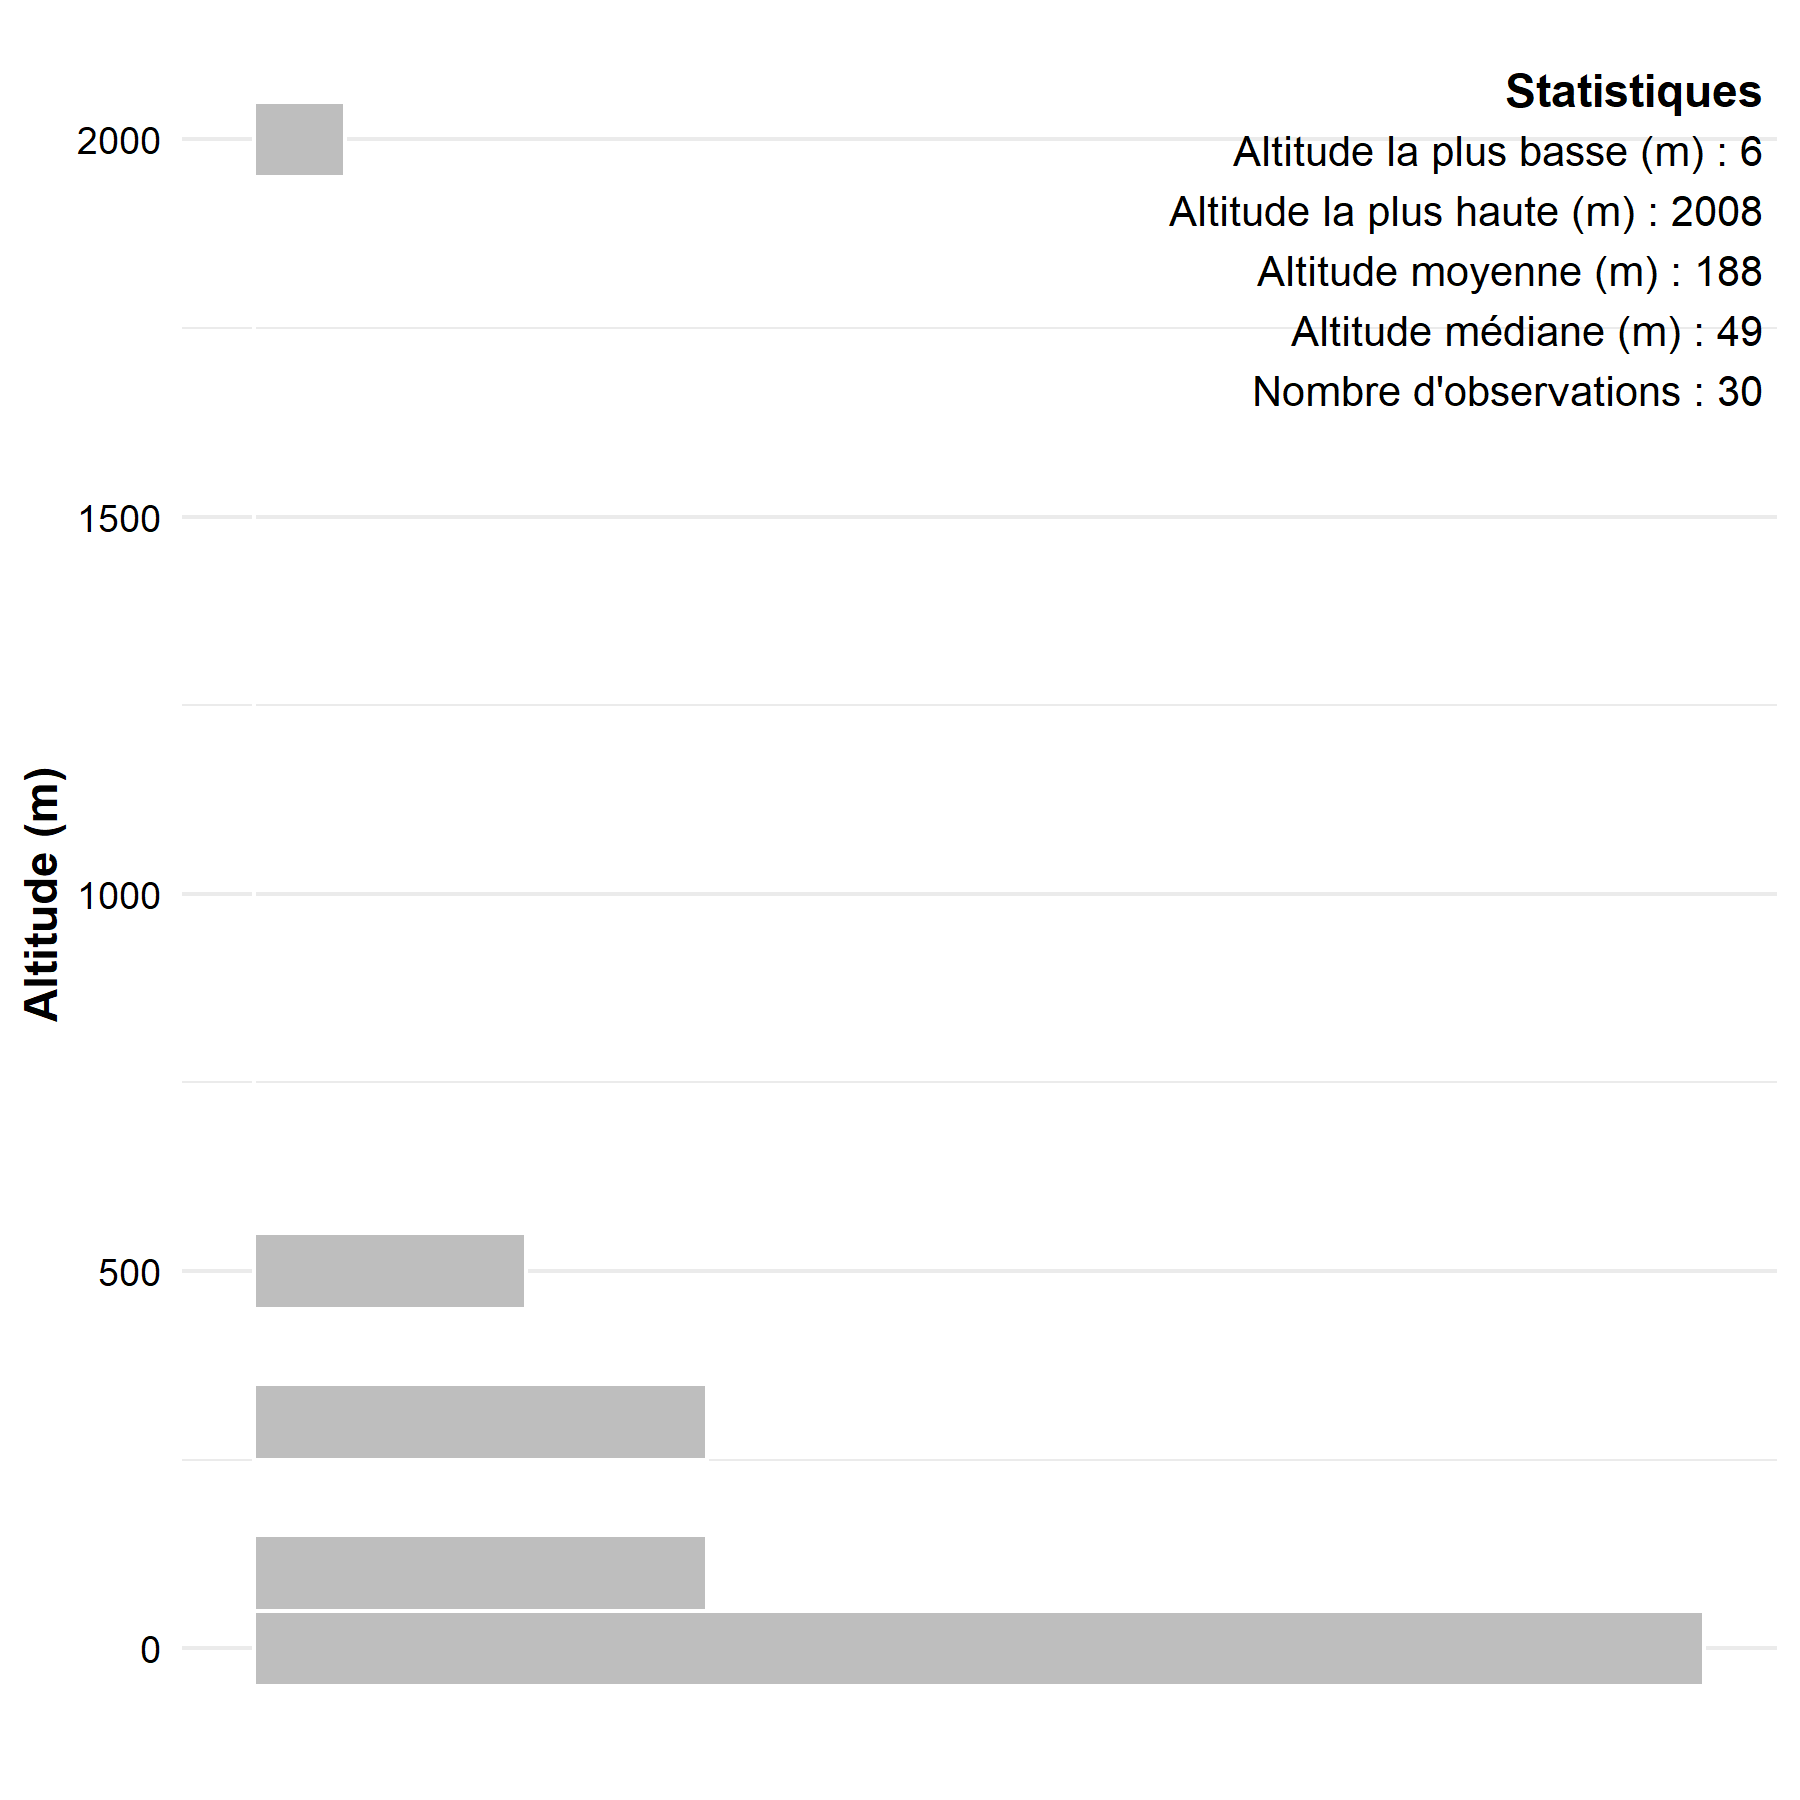 Statistiques
Altitude la plus basse (m) : 6
Altitude la plus haute (m) : 2008
Altitude moyenne (m) : 188
Altitude médiane (m) : 49
Nombre d'observations : 30
Altitude (m)
2000
1500
1000
500
0